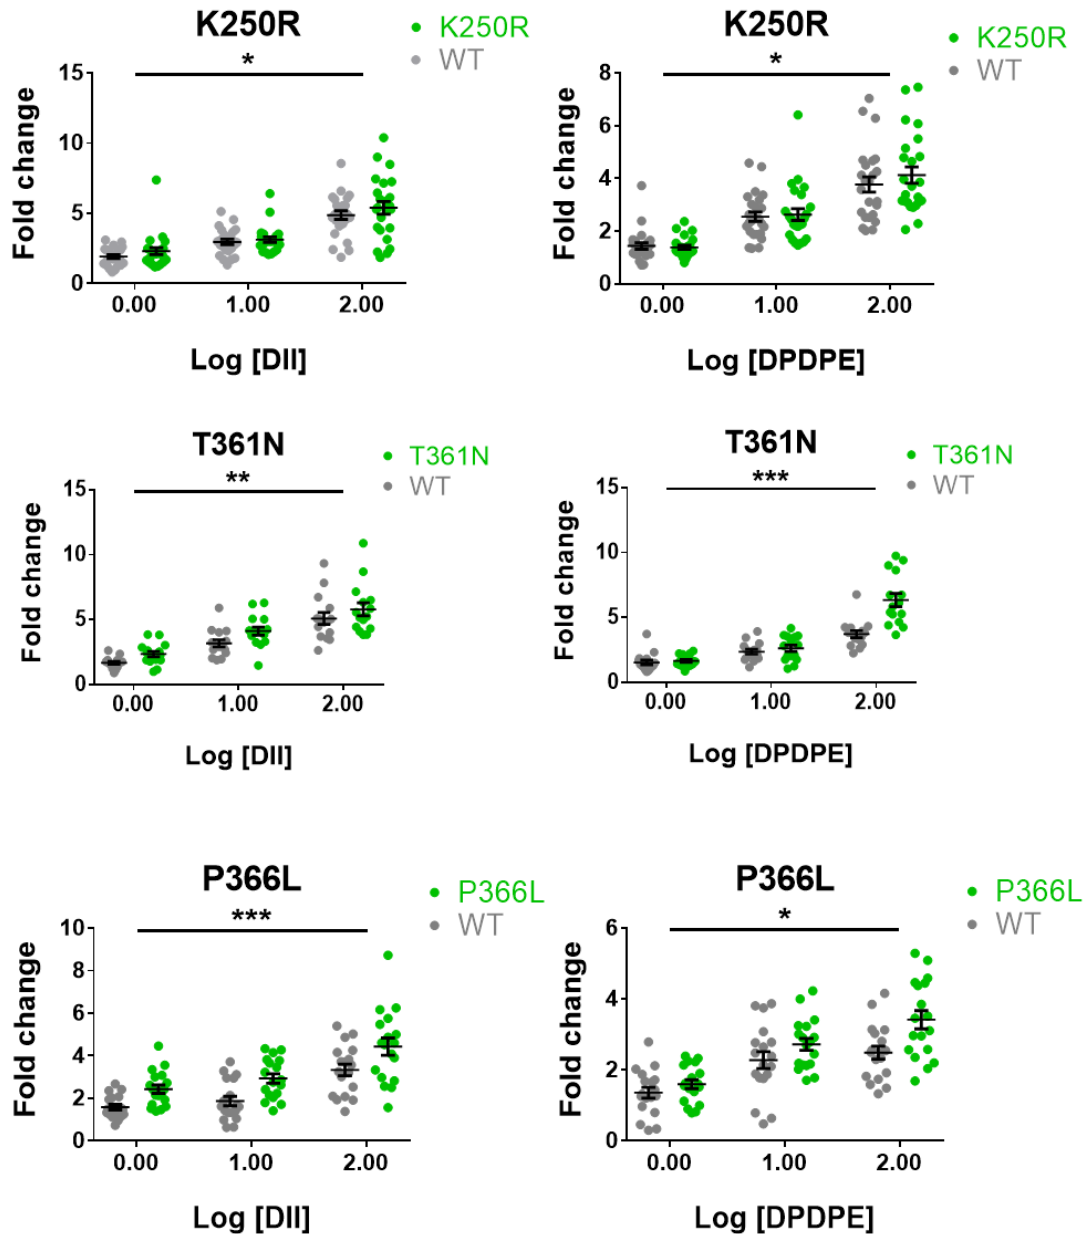 K250R
K250R
WT
*
Fold change
15
10
5
0
0.00 1.00 2.00
Log [DII]
K250R
K250R
WT
*
Fold change
8
6
4
2
0
0.00 1.00 2.00
Log [DPDPE]
T361N
T361N
WT
**
Fold change
15
10
5
0
0.00 1.00 2.00
Log [DII]
T361N
T361N
WT
***
Fold change
15
10
5
0
0.00 1.00 2.00
Log [DPDPE]
P366L
P366L
WT
***
Fold change
10
8
6
4
2
0
0.00 1.00 2.00
Log [DII]
P366L
P366L
WT
*
Fold change
6
4
2
0
0.00 1.00 2.00
Log [DPDPE]